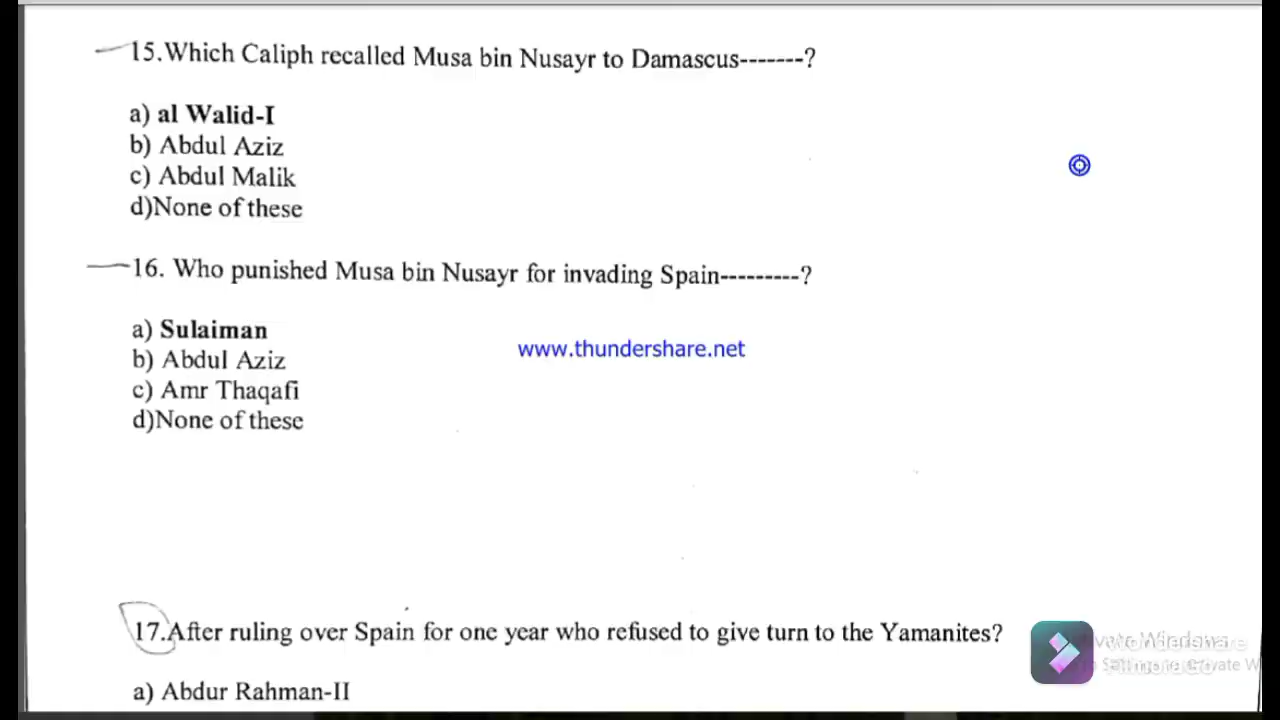 15.Which Caliph recalled Musa bin Nusayr to Damascus-------?
a) al Walid-I
b) Abdul Aziz
c) Abdul Malik
d)None of these
16. Who punished Musa bin Nusayr for invading Spain---------?
a) Sulaiman
www.thundershare.net
b) Abdul Aziz
c) Amr Thaqafi
d)None of these
17.After ruling over Spain for one year who refused to give turn to the Yamanites?
a) Abdur Rahman-II